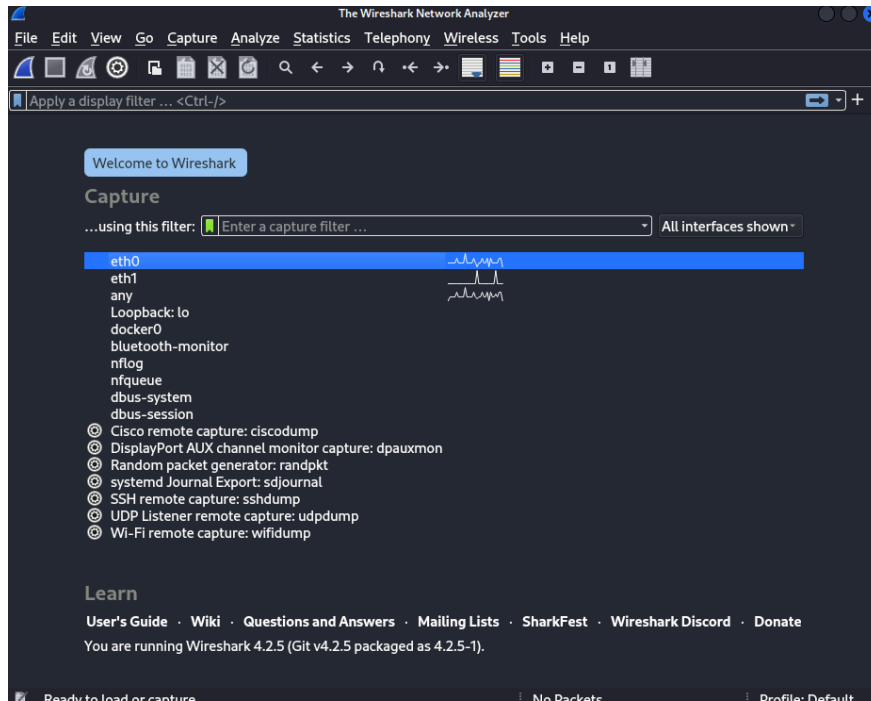 The Wireshark Network Analyzer
File Edit View Go Capture Analyze Statistics Telephony Wireless Tools Help
Apply a display filter ... <Ctrl-/>
Welcome to Wireshark
Capture
...using this filter: Enter a capture filter ... All interfaces shown
eth0
eth1
any
Loopback: lo
docker0
bluetooth-monitor
nflog
nfqueue
dbus-system
dbus-session
Cisco remote capture: ciscodump
DisplayPort AUX channel monitor capture: dpauxmon
Random packet generator: randpkt
systemd Journal Export: sdjournal
SSH remote capture: sshdump
UDP Listener remote capture: udpdump
Wi-Fi remote capture: wifidump
Learn
User's Guide · Wiki · Questions and Answers · Mailing Lists · SharkFest · Wireshark Discord · Donate
You are running Wireshark 4.2.5 (Git v4.2.5 packaged as 4.2.5-1).
Ready to load or capture No Packets Profile: Default